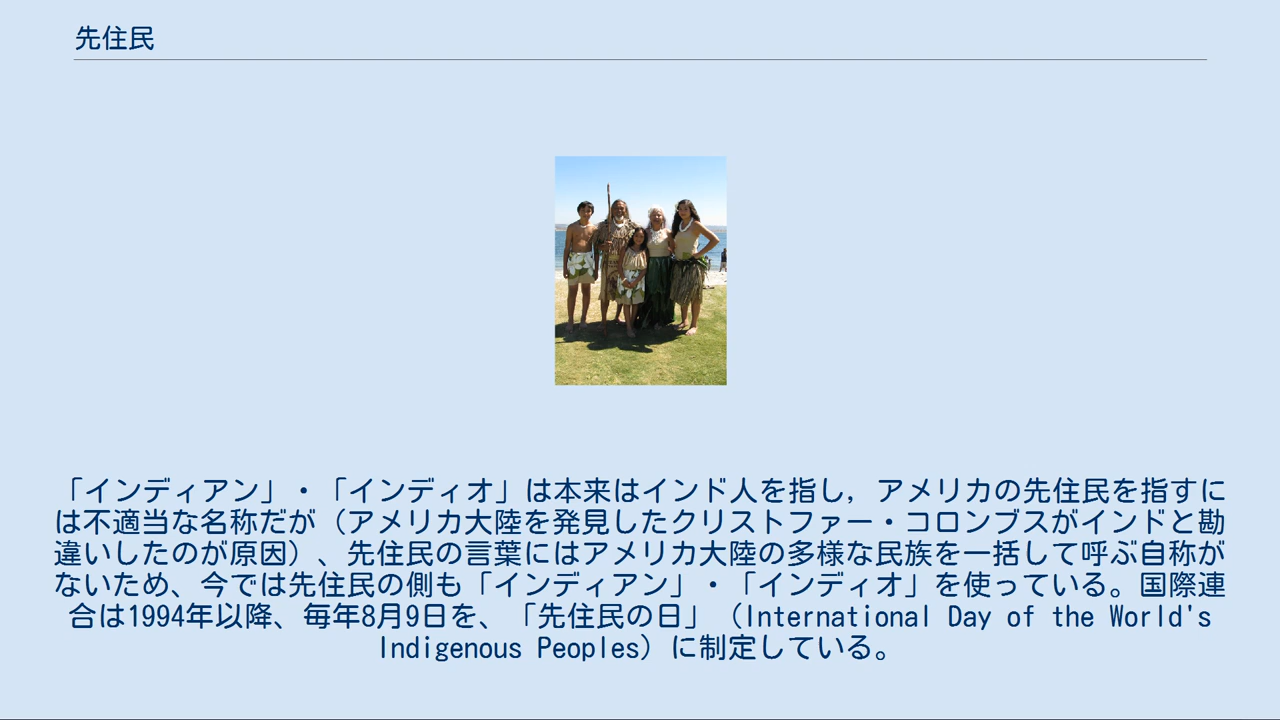 先住民
「インディアン」・「インディオ」は本来はインド人を指し，アメリカの先住民を指すに
は不適当な名称だが（アメリカ大陸を発見したクリストファー・コロンブスがインドと勘
違いしたのが原因）、先住民の言葉にはアメリカ大陸の多様な民族を一括して呼ぶ自称が
ないため、今では先住民の側も「インディアン」・「インディオ」を使っている。国際連
合は1994年以降、毎年8月9日を、「先住民の日」（International Day of the World's
Indigenous Peoples）に制定している。